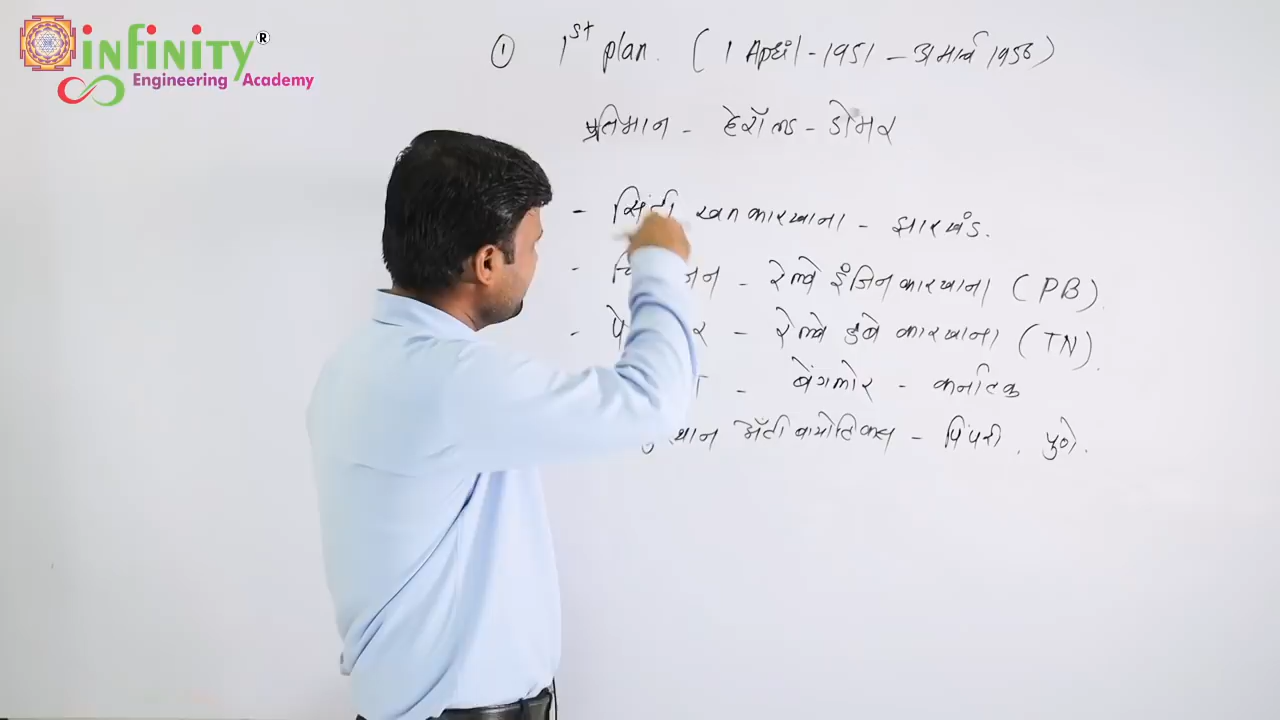 infinity®
Engineering Academy
① 1st plan. ( 1 April - 1951 - 31 मार्च 1956 )
प्रतिमान - हेरॉल्ड - डोमर
- सिंद्री खत कारखाना - झारखंड.
- रेल्वे इंजिन कारखाना (PB).
- रेल्वे डबे कारखाना (TN).
- बेंगलोर - कर्नाटक
अँटीबायोटिक्स - पिंपरी , पुणे.